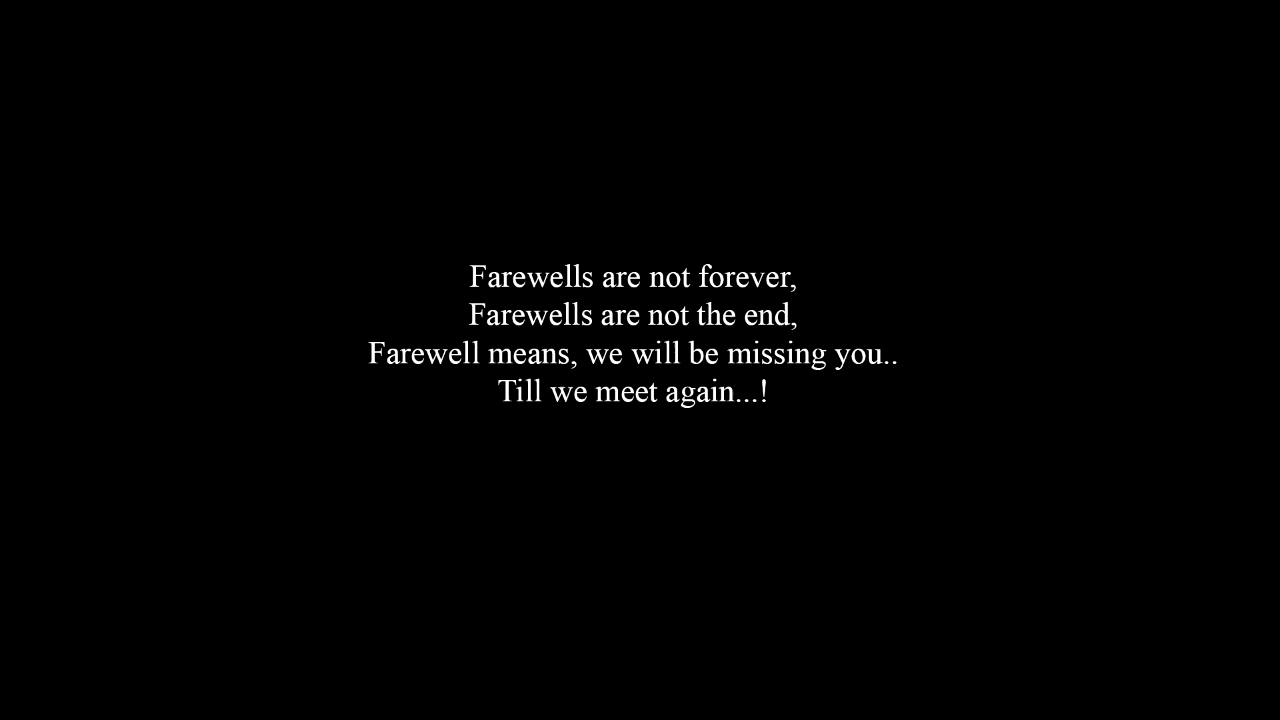 Farewells are not forever,
Farewells are not the end,
Farewell means, we will be missing you..
Till we meet again...!